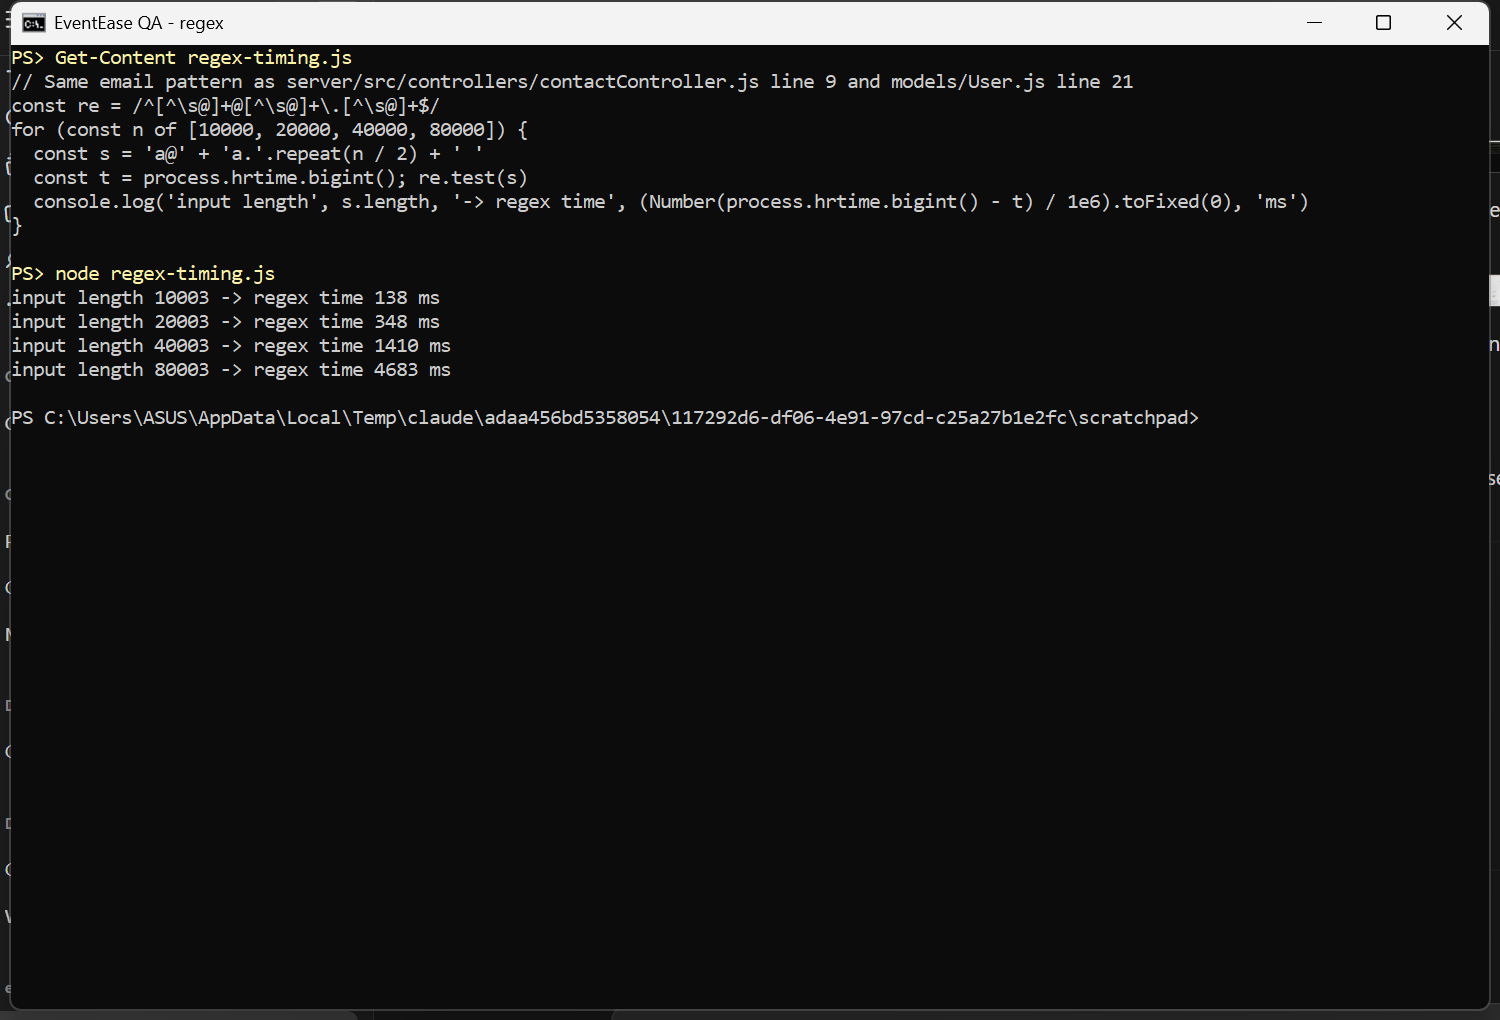 EventEase QA - regex
PS> Get-Content regex-timing.js
// Same email pattern as server/src/controllers/contactController.js line 9 and models/User.js line 21
const re = /^[^\s@]+@[^\s@]+\.[^\s@]+$/
for (const n of [10000, 20000, 40000, 80000]) {
  const s = 'a@' + 'a.'.repeat(n / 2) + ' '
  const t = process.hrtime.bigint(); re.test(s)
  console.log('input length', s.length, '-> regex time', (Number(process.hrtime.bigint() - t) / 1e6).toFixed(0), 'ms')
}
PS> node regex-timing.js
input length 10003 -> regex time 138 ms
input length 20003 -> regex time 348 ms
input length 40003 -> regex time 1410 ms
input length 80003 -> regex time 4683 ms
PS C:\Users\ASUS\AppData\Local\Temp\claude\adaa456bd5358054\117292d6-df06-4e91-97cd-c25a27b1e2fc\scratchpad>